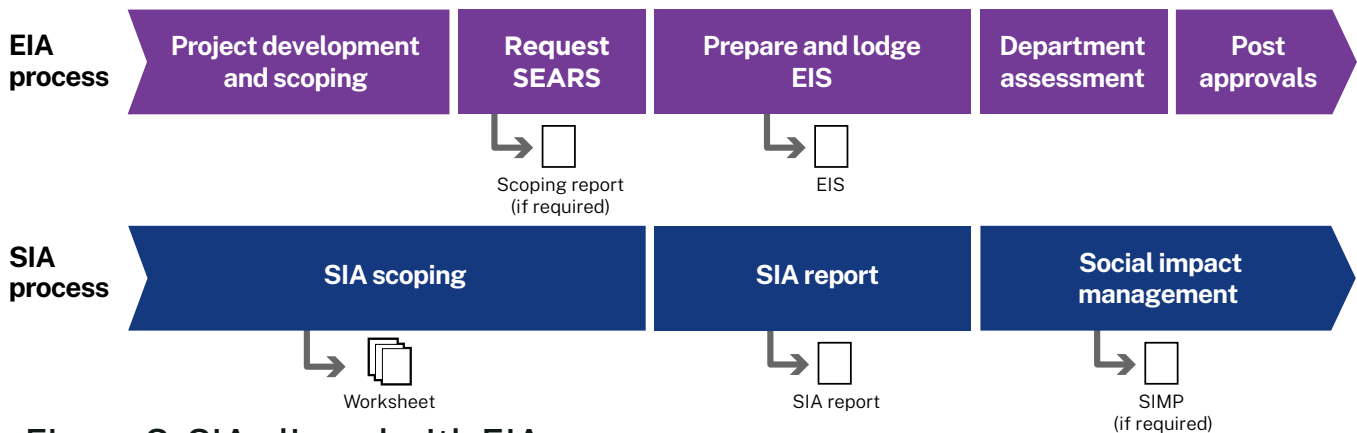 EIA
process
Project development
and scoping
Request
SEARS
Prepare and lodge
EIS
Department
assessment
Post
approvals
Scoping report
(if required)
EIS
SIA
process
SIA scoping
SIA report
Social impact
management
Worksheet
SIA report
SIMP
(if required)